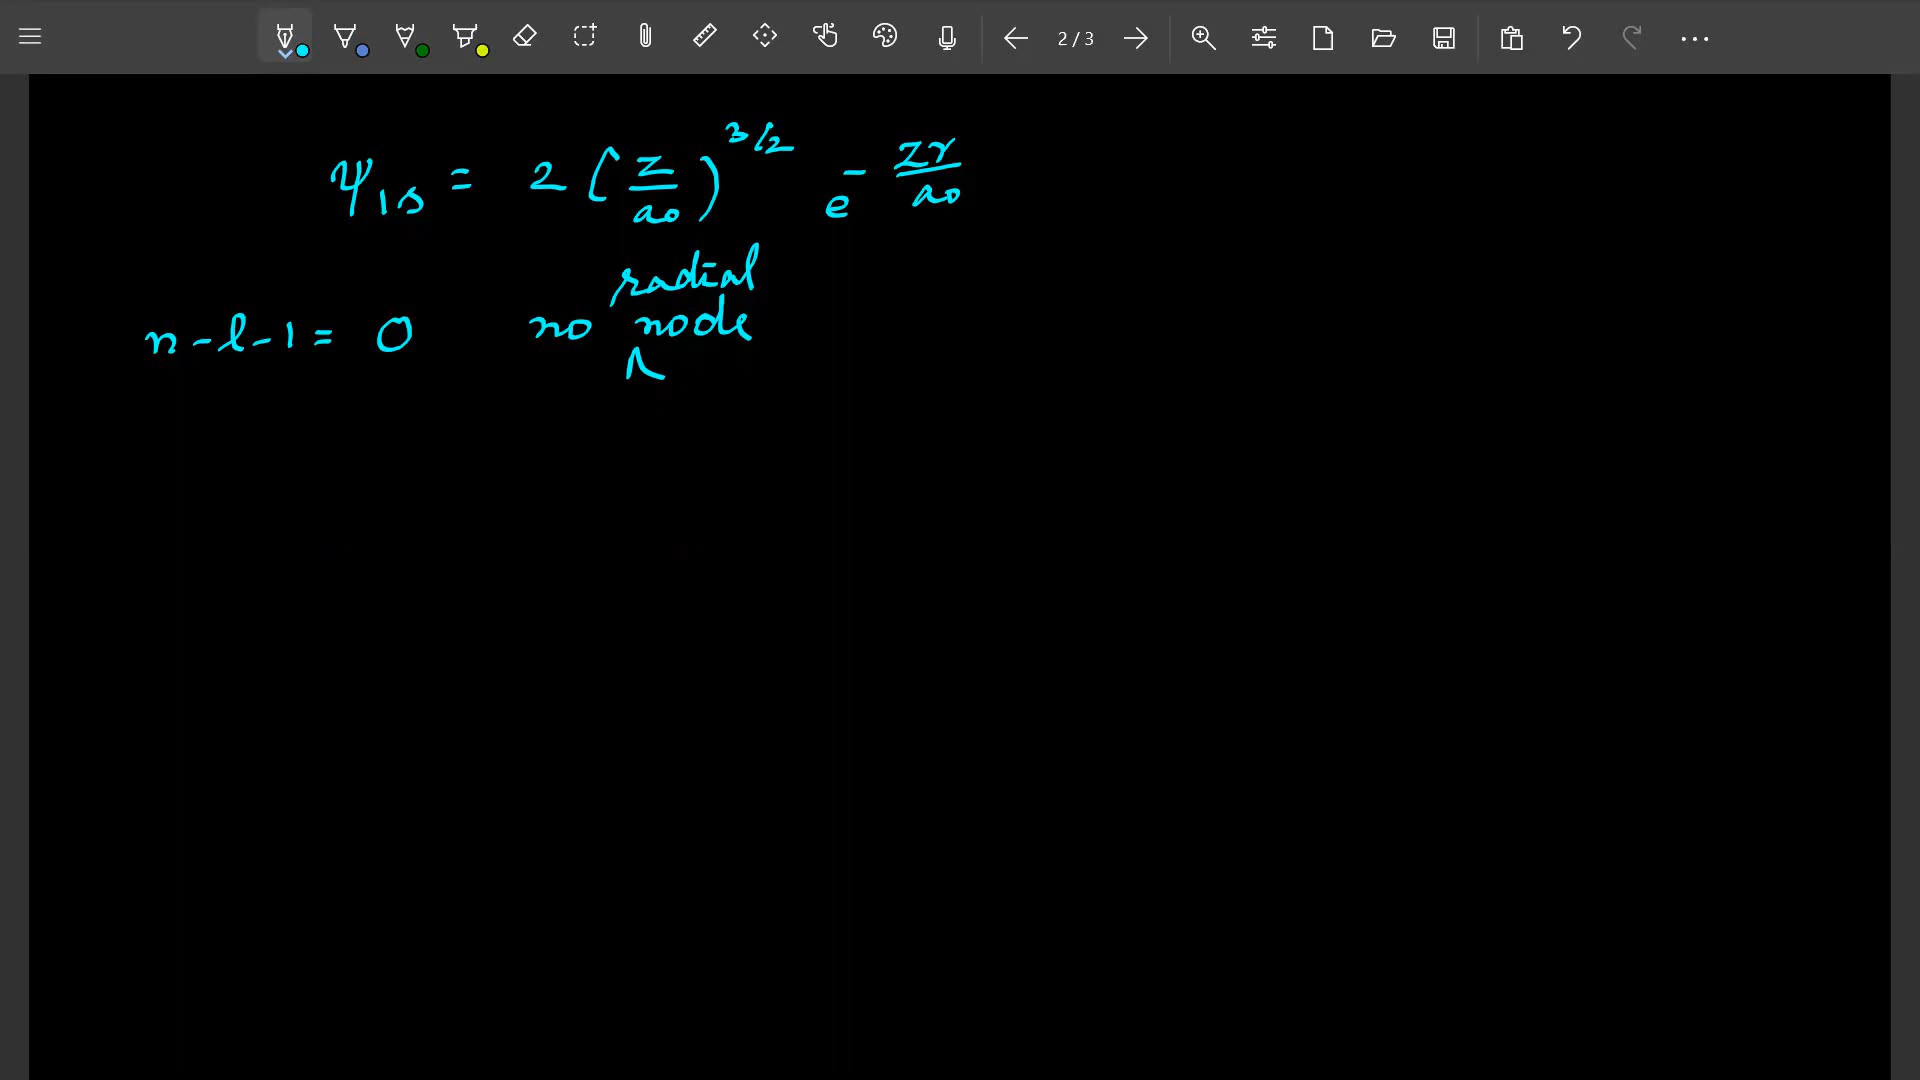 2 / 3
ψ1s = 2 (z/a0)^3/2 e^-zr/a0
radial
n-l-1 = 0 no node